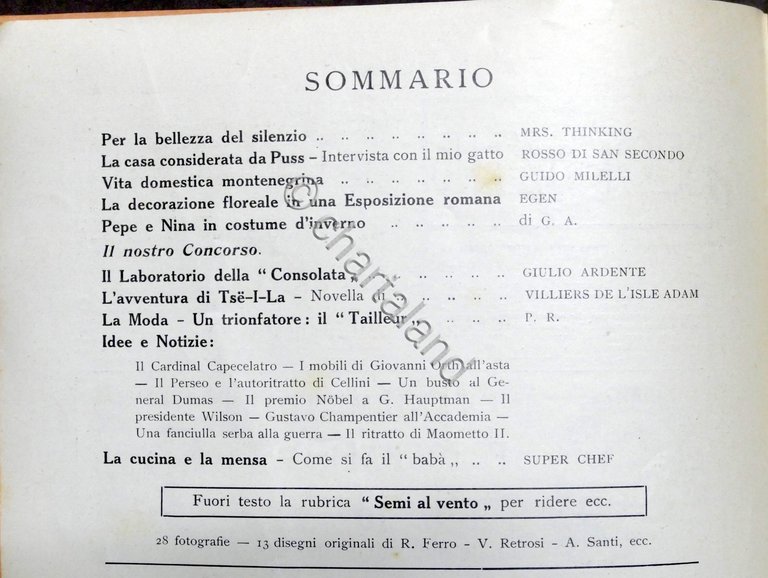 SOMMARIO
Per la bellezza del silenzio .. .. .. .. .. .. .. .. MRS. THINKING
La casa considerata da Puss – Intervista con il mio gatto ROSSO DI SAN SECONDO
Vita domestica montenegrina .. .. .. .. .. .. .. GUIDO MILELLI
La decorazione floreale in una Esposizione romana EGEN
Pepe e Nina in costume d'inverno .. .. .. .. .. di G. A.
Il nostro Concorso.
Il Laboratorio della “ Consolata „ .. .. .. .. GIULIO ARDENTE
L'avventura di Tsë-I-La – Novella di .. .. .. .. .. VILLIERS DE L'ISLE ADAM
La Moda – Un trionfatore: il “ Tailleur „ .. .. .. .. P. R.
Idee e Notizie:
Il Cardinal Capecelatro — I mobili di Giovanni Orth all'asta
— Il Perseo e l'autoritratto di Cellini — Un busto al Ge-
neral Dumas — Il premio Nöbel a G. Hauptman — Il
presidente Wilson — Gustavo Champentier all'Accademia —
Una fanciulla serba alla guerra — Il ritratto di Maometto II.
La cucina e la mensa – Come si fa il “ babà „ .. .. SUPER CHEF
Fuori testo la rubrica “ Semi al vento „ per ridere ecc.
28 fotografie — 13 disegni originali di R. Ferro - V. Retrosi - A. Santi, ecc.
© chartaland